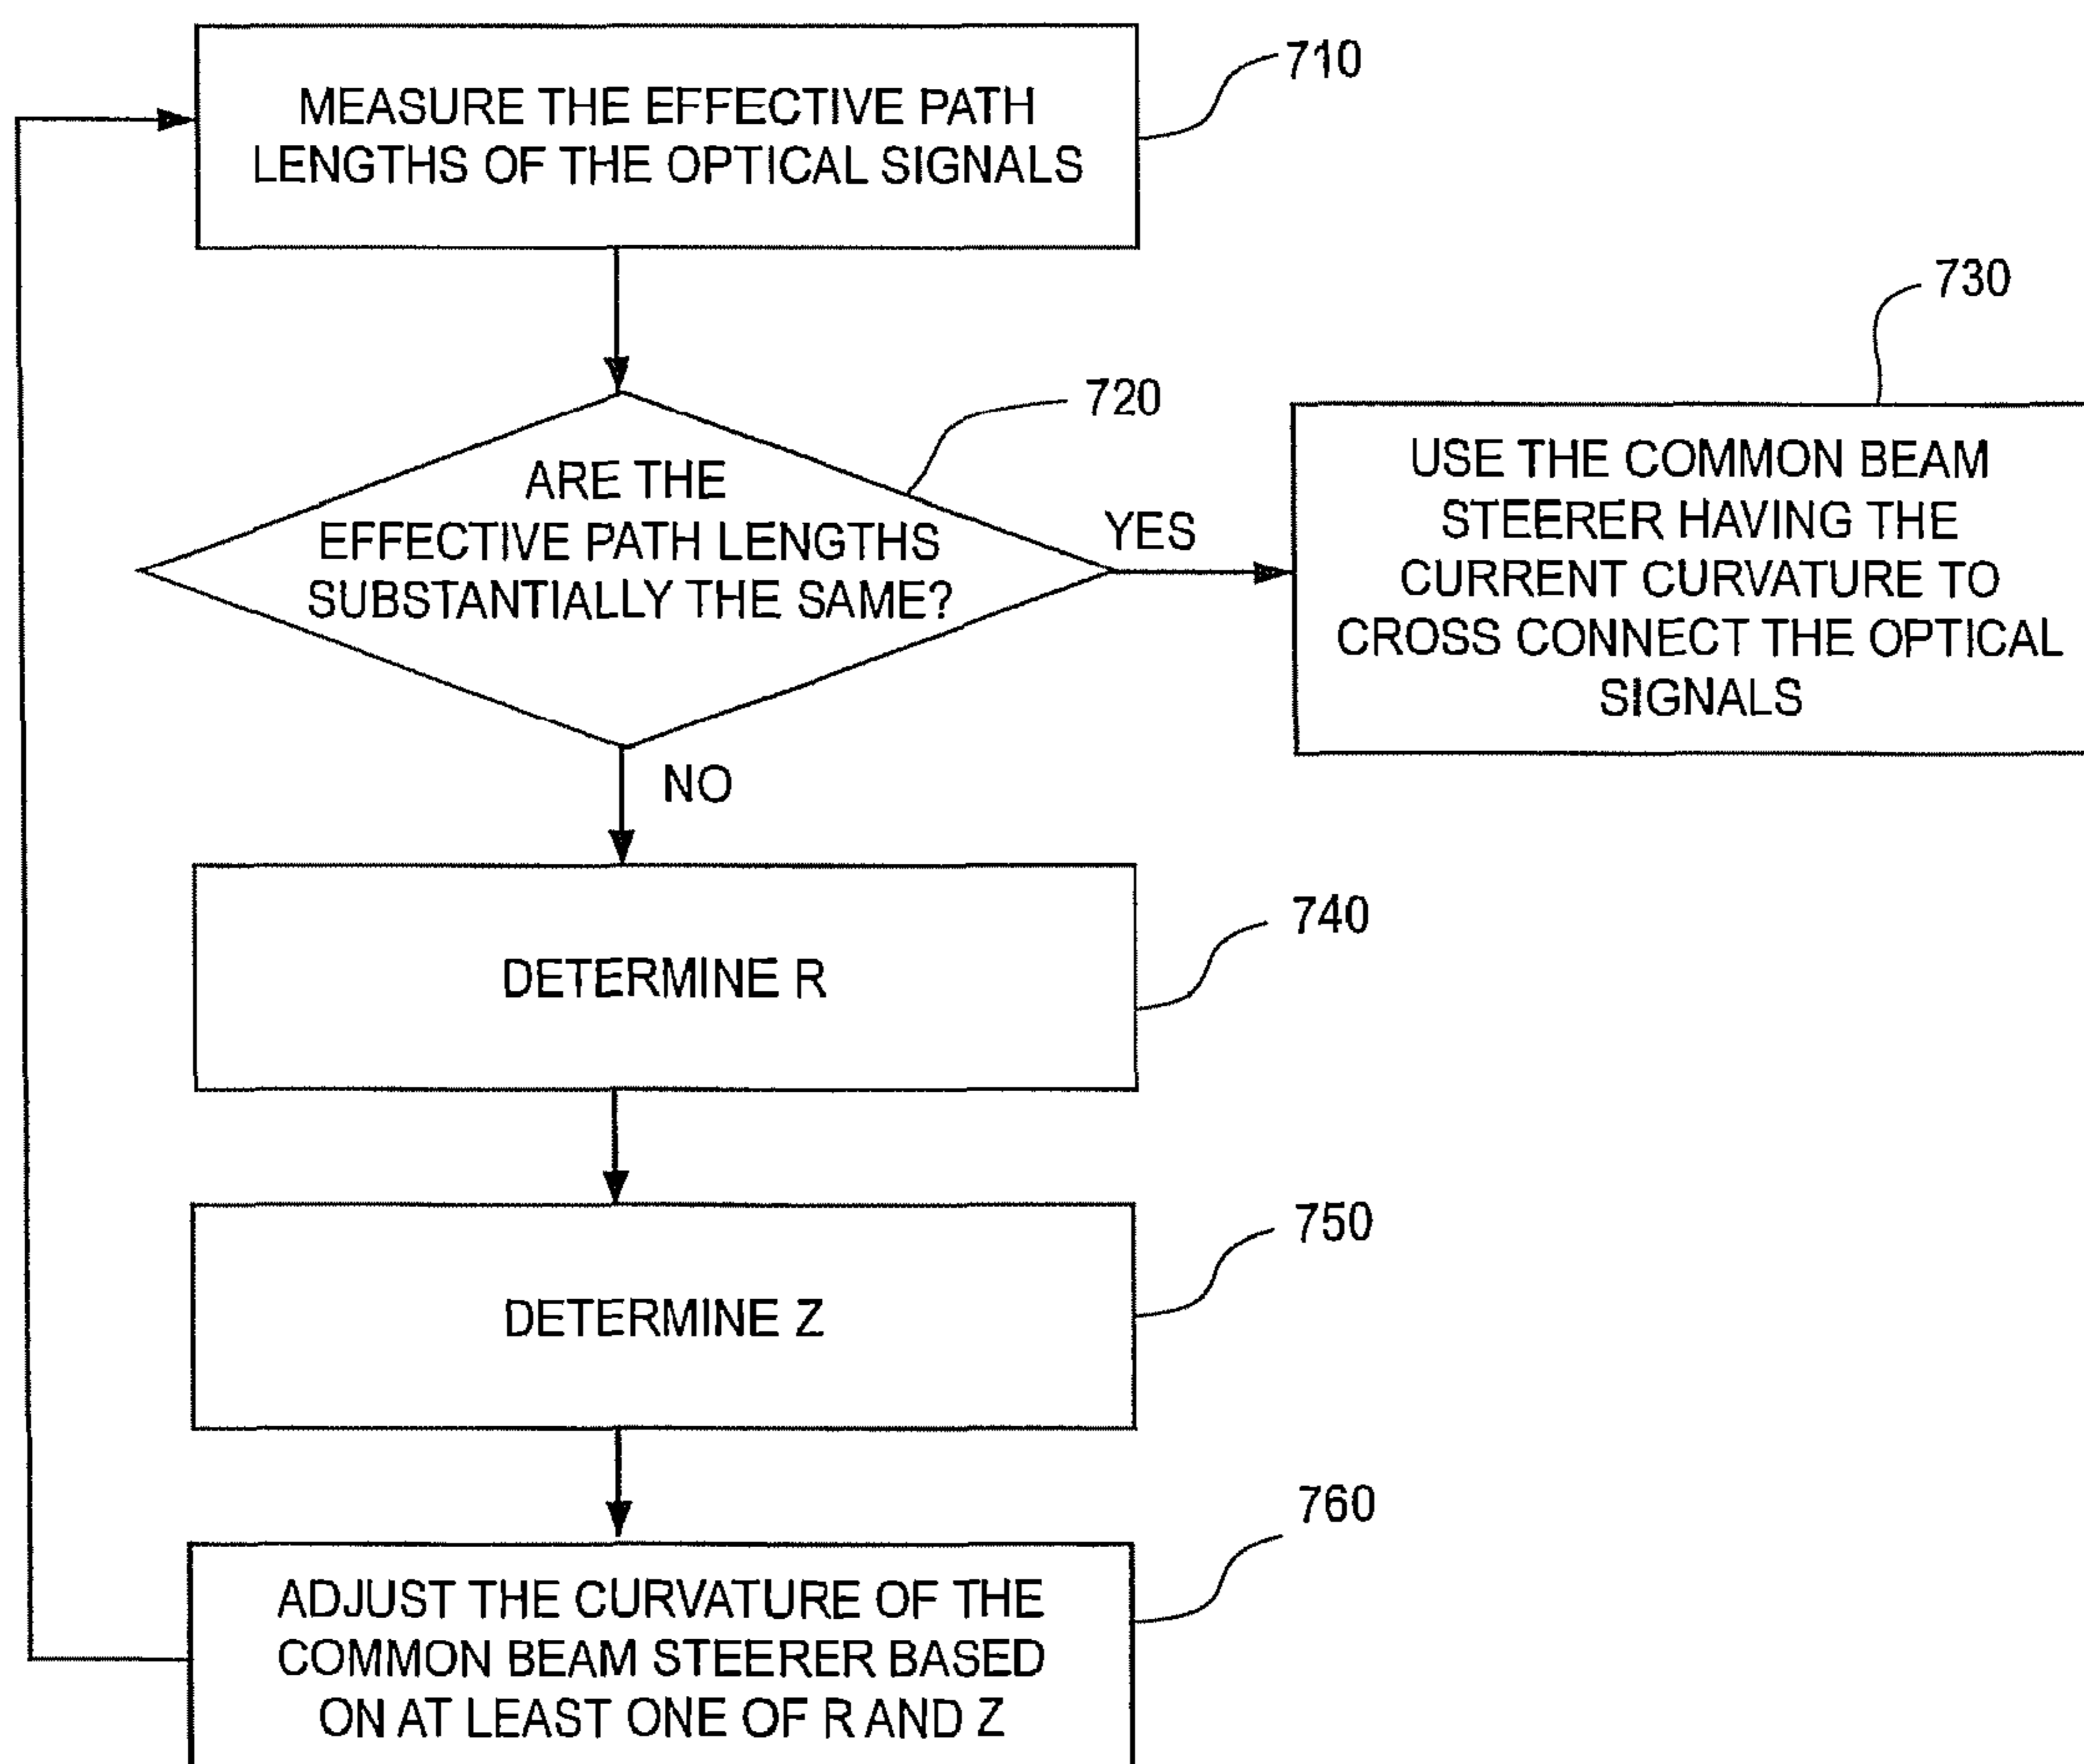 MEASURE THE EFFECTIVE PATH
LENGTHS OF THE OPTICAL SIGNALS
710
ARE THE
EFFECTIVE PATH LENGTHS
SUBSTANTIALLY THE SAME?
720
YES
730
USE THE COMMON BEAM
STEERER HAVING THE
CURRENT CURVATURE TO
CROSS CONNECT THE OPTICAL
SIGNALS
NO
DETERMINE R
740
DETERMINE Z
750
ADJUST THE CURVATURE OF THE
COMMON BEAM STEERER BASED
ON AT LEAST ONE OF R AND Z
760